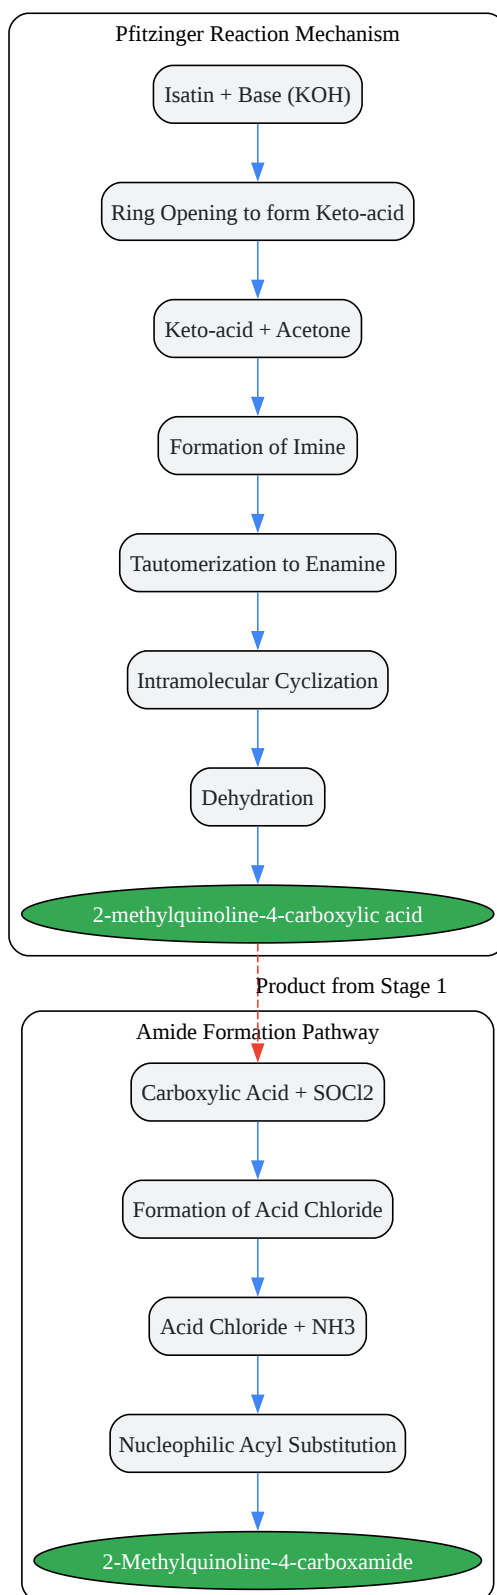 Pfitzinger Reaction Mechanism
Isatin + Base (KOH)
Ring Opening to form Keto-acid
Keto-acid + Acetone
Formation of Imine
Tautomerization to Enamine
Intramolecular Cyclization
Dehydration
2-methylquinoline-4-carboxylic acid
Product from Stage 1
Amide Formation Pathway
Carboxylic Acid + SOCl2
Formation of Acid Chloride
Acid Chloride + NH3
Nucleophilic Acyl Substitution
2-Methylquinoline-4-carboxamide